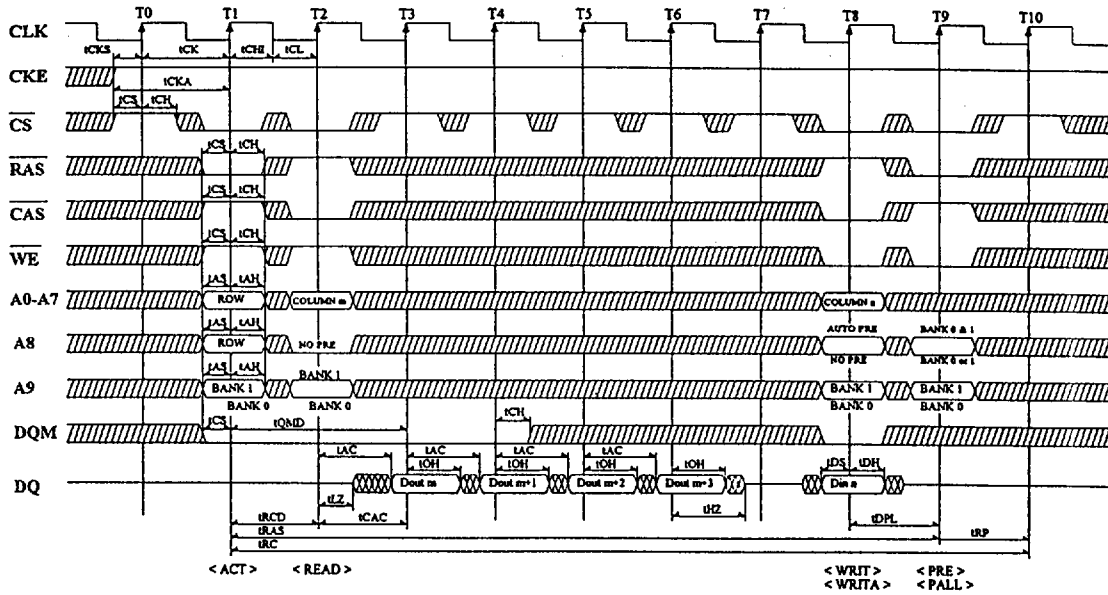 T0 T1 T2 T3 T4 T5 T6 T7 T8 T9 T10
CLK
tCKS tCK tCHI tCL
CKE
tCKA
tCS tCH
CS
tCS tCH
RAS
tCS tCH
CAS
tCS tCH
WE
tAS tAH
A0-A7 ROW COLUMN m COLUMN n
tAS tAH AUTO PRE BANK 0 & 1
A8 ROW NO PRE
NO PRE BANK 0 or 1
tAS tAH BANK 1
A9 BANK 1 BANK 1 BANK 1
BANK 0 BANK 0 BANK 0 BANK 0
tCS tQMD tCH
DQM
tAC tAC tAC tAC
tOH tOH tOH tOH tDS tDH
DQ Dout m Dout m+1 Dout m+2 Dout m+3 Din n
tLZ tHZ
tRCD tCAC tDPL
tRAS tRP
tRC
< ACT > < READ > < WRIT > < PRE >
< WRITA > < PALL >